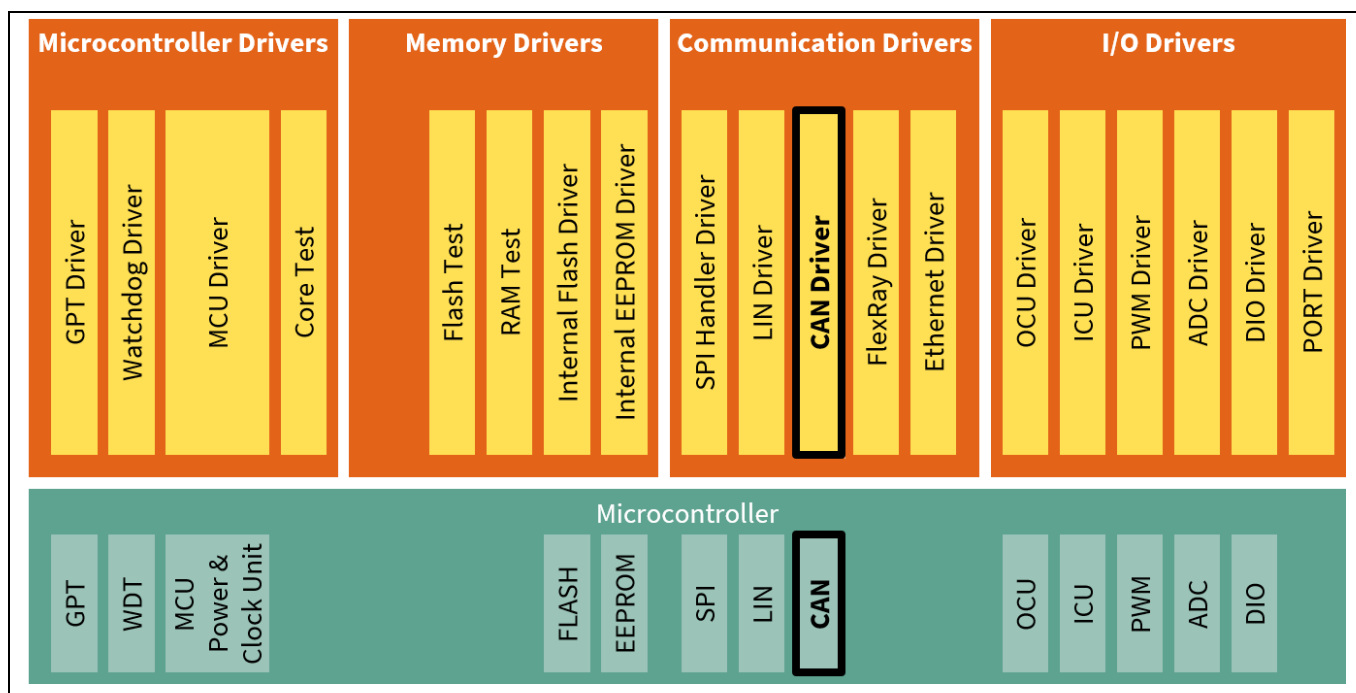 Microcontroller Drivers
Memory Drivers
Communication Drivers
I/O Drivers
GPT Driver
Watchdog Driver
MCU Driver
Core Test
Flash Test
RAM Test
Internal Flash Driver
Internal EEPROM Driver
SPI Handler Driver
LIN Driver
CAN Driver
FlexRay Driver
Ethernet Driver
OCU Driver
ICU Driver
PWM Driver
ADC Driver
DIO Driver
PORT Driver
Microcontroller
GPT
WDT
MCU
Power &
Clock Unit
FLASH
EEPROM
SPI
LIN
CAN
OCU
ICU
PWM
ADC
DIO